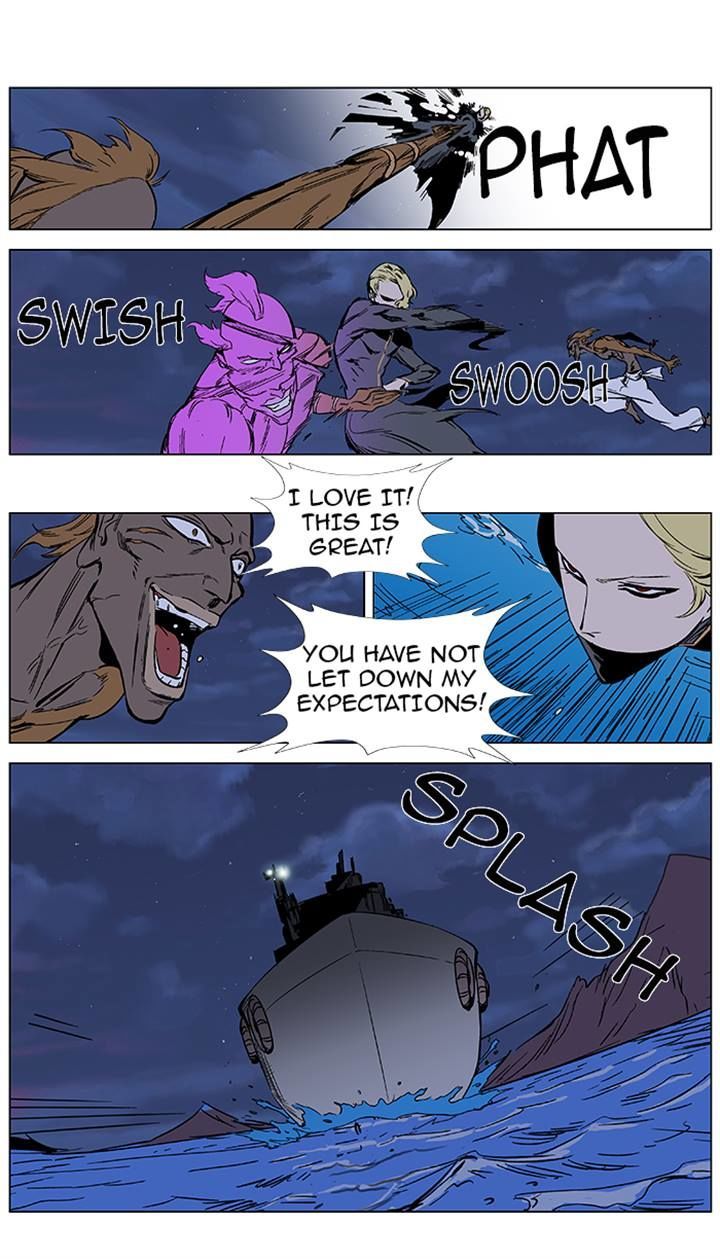 PHAT
SWISH
SWOOSH
I LOVE IT!
THIS IS
GREAT!
YOU HAVE NOT
LET DOWN MY
EXPECTATIONS!
SPLASH